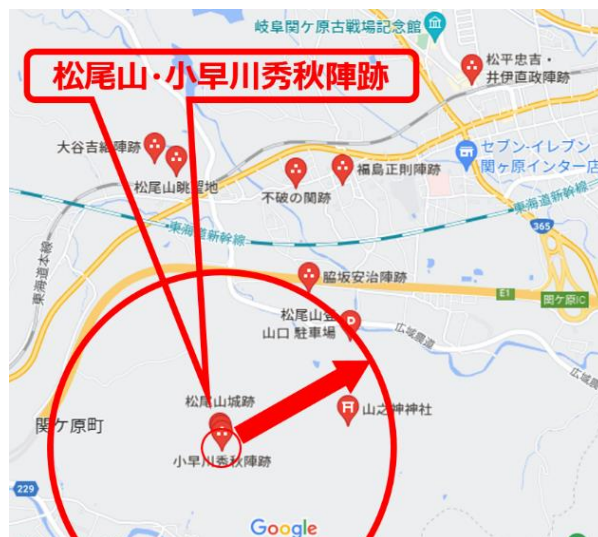 岐阜関ケ原古戦場記念館
松尾山・小早川秀秋陣跡
松平忠吉・
井伊直政陣跡
大谷吉継陣跡
松尾山眺望地
セブン-イレブン
関ヶ原インター店
福島正則陣跡
不破の関跡
東海道新幹線
東海道新幹線
365
東海道本線
脇坂安治陣跡
E1
関ケ原IC
松尾山登
山口 駐車場
広域農道
広域農道
松尾山城跡
山之神神社
関ケ原町
小早川秀秋陣跡
229
Google